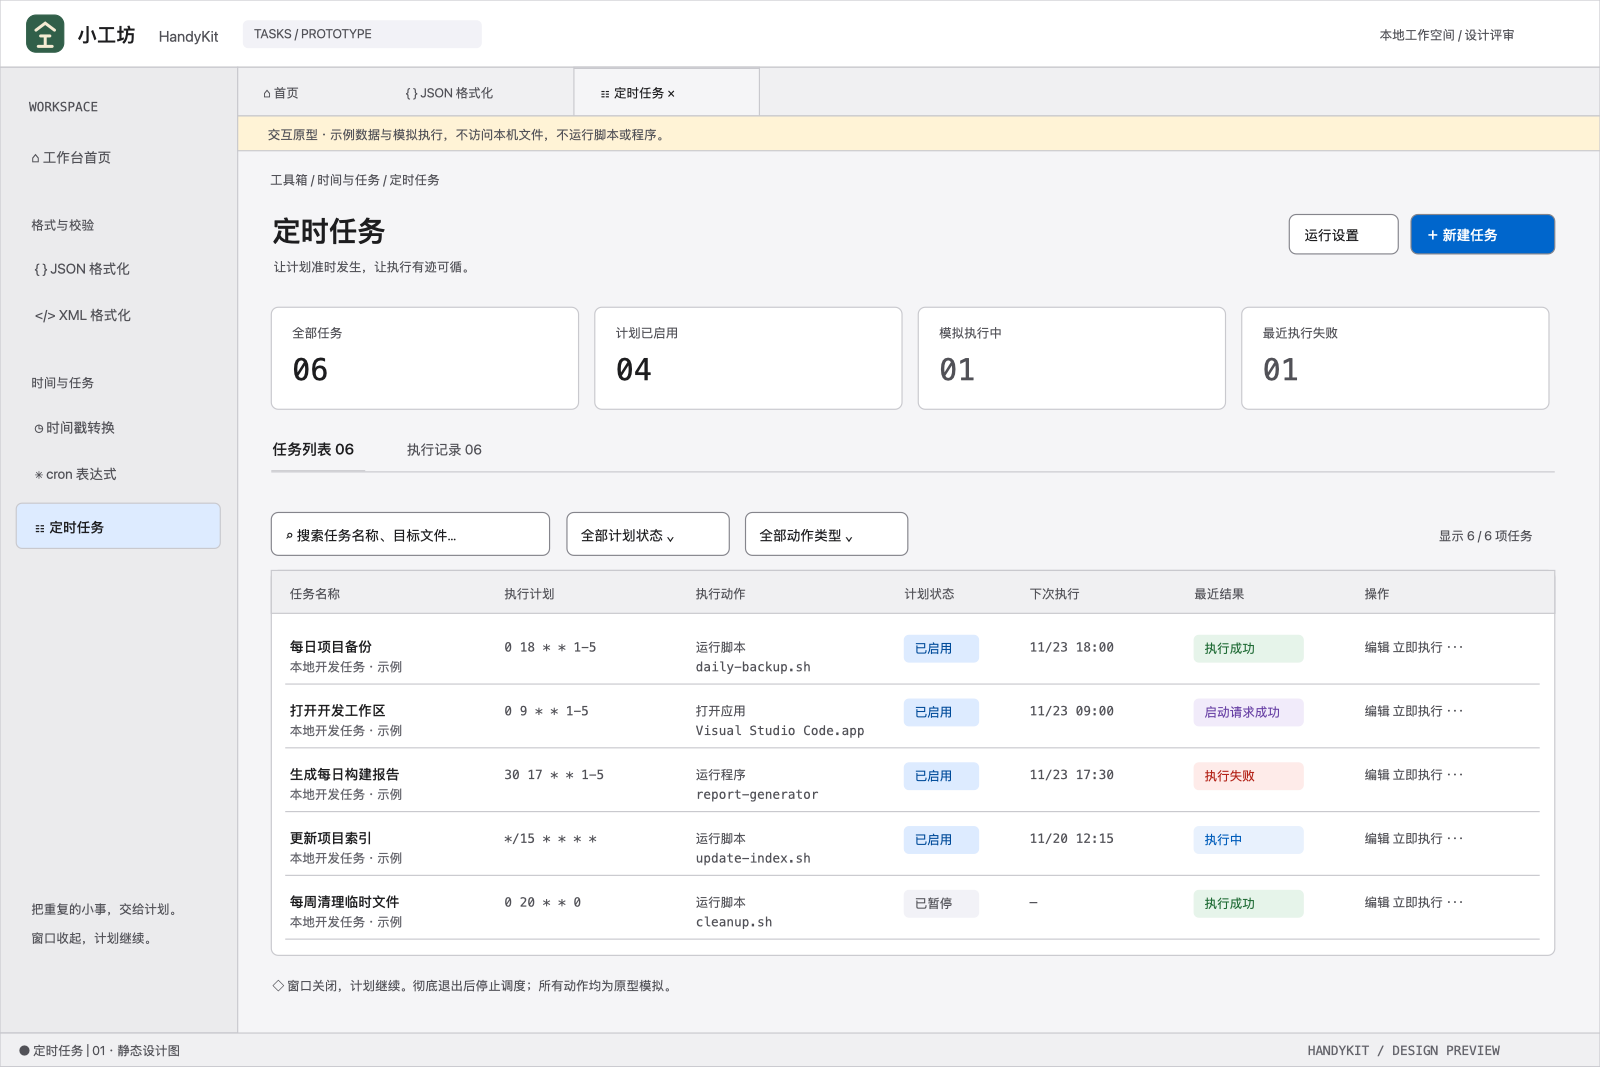 小工坊 HandyKit TASKS / PROTOTYPE 本地工作空间 / 设计评审
WORKSPACE
⌂ 工作台首页
格式与校验
{ } JSON 格式化
</> XML 格式化
时间与任务
◷ 时间戳转换
✳ cron 表达式
☷ 定时任务
把重复的小事，交给计划。
窗口收起，计划继续。
⌂ 首页 { } JSON 格式化 ☷ 定时任务 ×
交互原型 · 示例数据与模拟执行，不访问本机文件，不运行脚本或程序。
工具箱 / 时间与任务 / 定时任务
定时任务
让计划准时发生，让执行有迹可循。
运行设置 + 新建任务
全部任务 计划已启用 模拟执行中 最近执行失败
06 04 01 01
任务列表 06 执行记录 06
⌕ 搜索任务名称、目标文件... 全部计划状态 ⌄ 全部动作类型 ⌄ 显示 6 / 6 项任务
任务名称 执行计划 执行动作 计划状态 下次执行 最近结果 操作
每日项目备份 0 18 * * 1-5 运行脚本 已启用 11/23 18:00 执行成功 编辑 立即执行 ···
本地开发任务 · 示例 daily-backup.sh
打开开发工作区 0 9 * * 1-5 打开应用 已启用 11/23 09:00 启动请求成功 编辑 立即执行 ···
本地开发任务 · 示例 Visual Studio Code.app
生成每日构建报告 30 17 * * 1-5 运行程序 已启用 11/23 17:30 执行失败 编辑 立即执行 ···
本地开发任务 · 示例 report-generator
更新项目索引 */15 * * * * 运行脚本 已启用 11/20 12:15 执行中 编辑 立即执行 ···
本地开发任务 · 示例 update-index.sh
每周清理临时文件 0 20 * * 0 运行脚本 已暂停 — 执行成功 编辑 立即执行 ···
本地开发任务 · 示例 cleanup.sh
◇ 窗口关闭，计划继续。彻底退出后停止调度；所有动作均为原型模拟。
● 定时任务 | 01 · 静态设计图 HANDYKIT / DESIGN PREVIEW